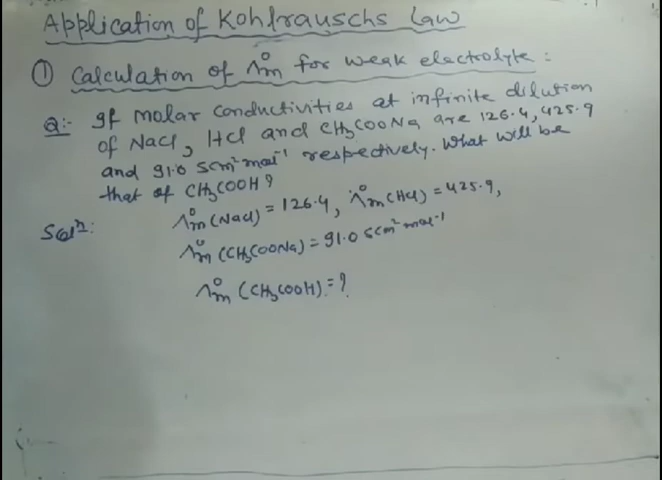 Application of Kohlrauschs Law
① Calculation of Λ°m for weak electrolyte:
Q:- If molar conductivities at infinite dilution
of NaCl, HCl and CH₃COONa are 126.4, 425.9
and 91.0 Scm² mol⁻¹ respectively. What will be
that of CH₃COOH?
Solⁿ: Λ°m (NaCl) = 126.4, Λ°m (HCl) = 425.9,
Λ°m (CH₃COONa) = 91.0 Scm² mol⁻¹
Λ°m (CH₃COOH) = ?